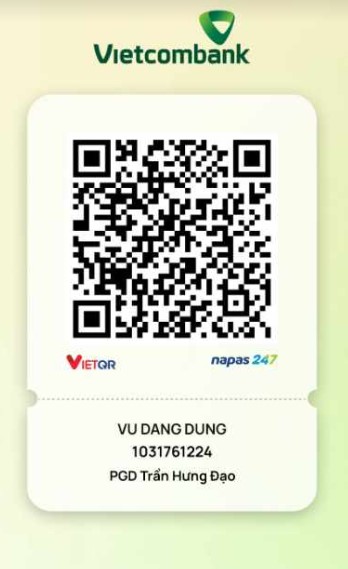 Vietcombank
VIETQR
napas 247
VU DANG DUNG
1031761224
PGD Trần Hưng Đạo